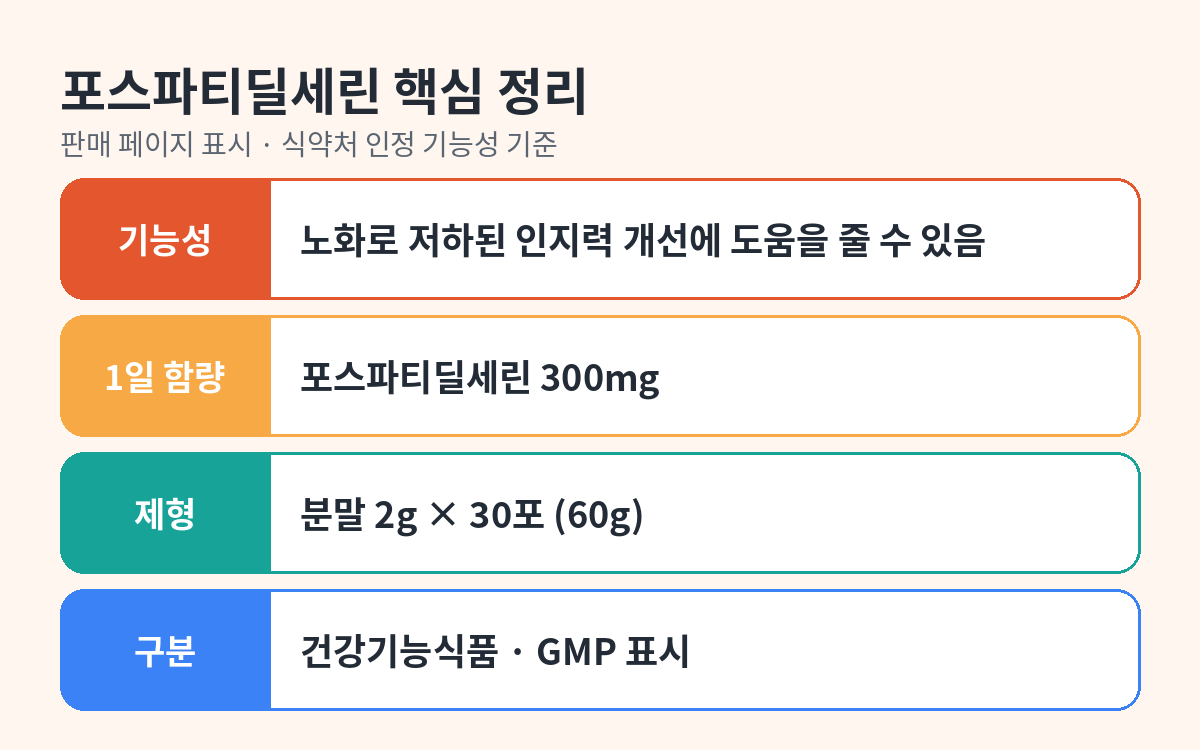 포스파티딜세린 핵심 정리
판매 페이지 표시 · 식약처 인정 기능성 기준
기능성
노화로 저하된 인지력 개선에 도움을 줄 수 있음
1일 함량
포스파티딜세린 300mg
제형
분말 2g × 30포 (60g)
구분
건강기능식품 · GMP 표시